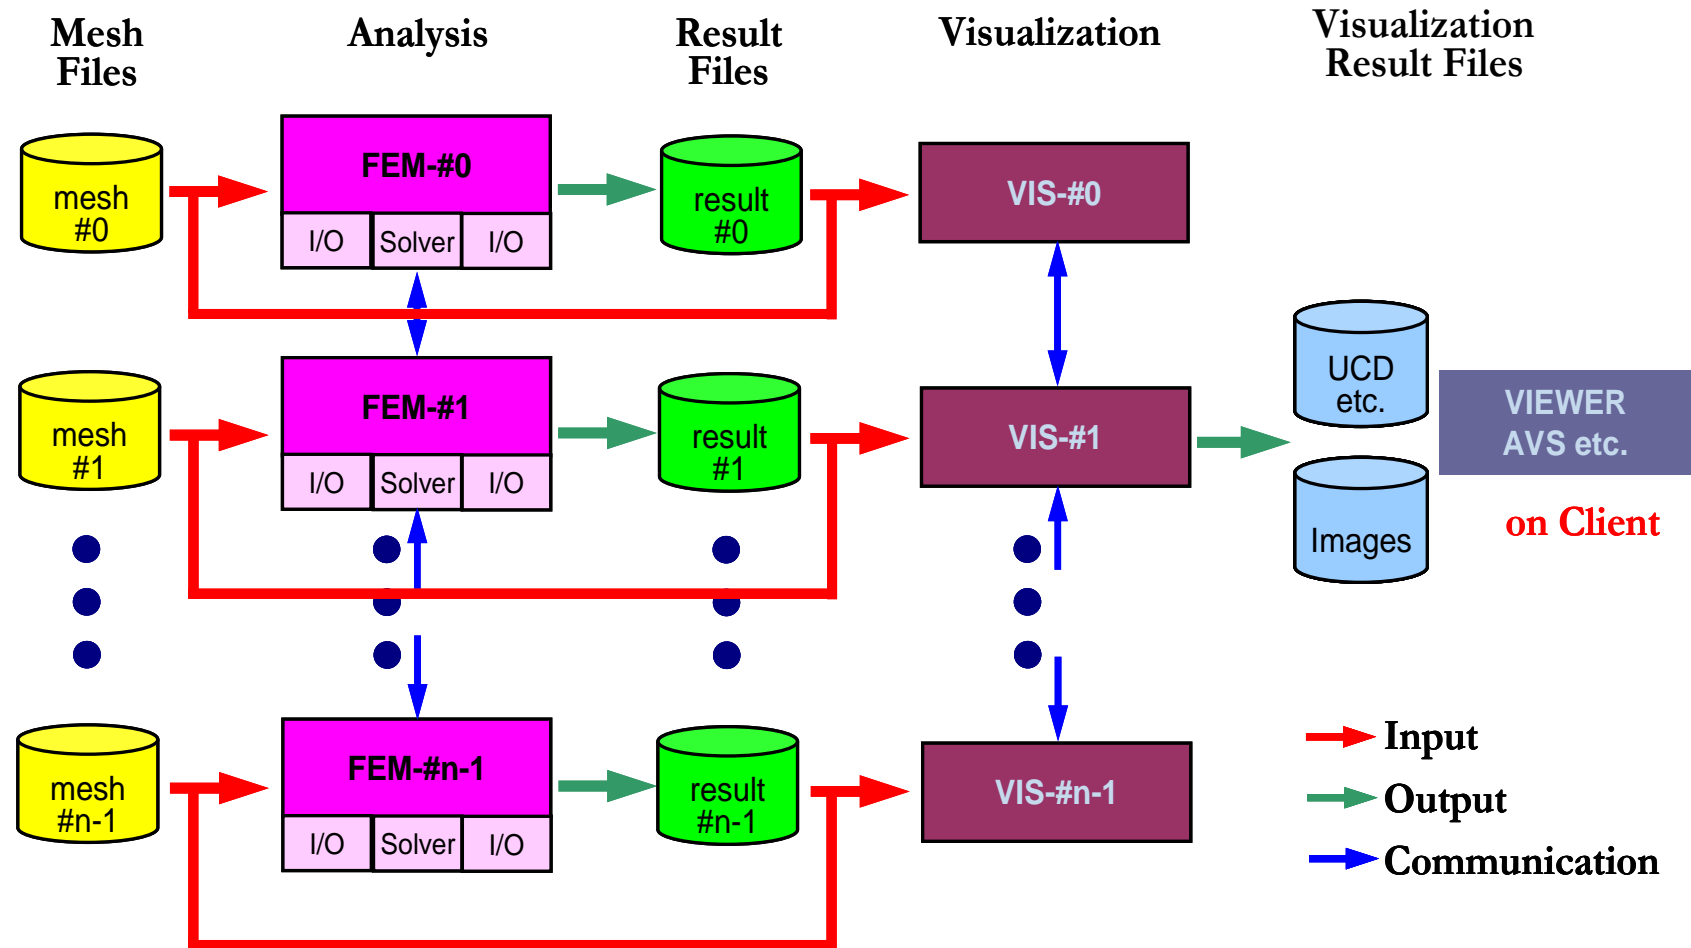 Mesh
Files
Analysis
Result
Files
Visualization
Visualization
Result Files
mesh
#0
FEM-#0
I/O
Solver
I/O
result
#0
VIS-#0
mesh
#1
FEM-#1
I/O
Solver
I/O
result
#1
VIS-#1
UCD
etc.
Images
VIEWER
AVS etc.
on Client
mesh
#n-1
FEM-#n-1
I/O
Solver
I/O
result
#n-1
VIS-#n-1
Input
Output
Communication